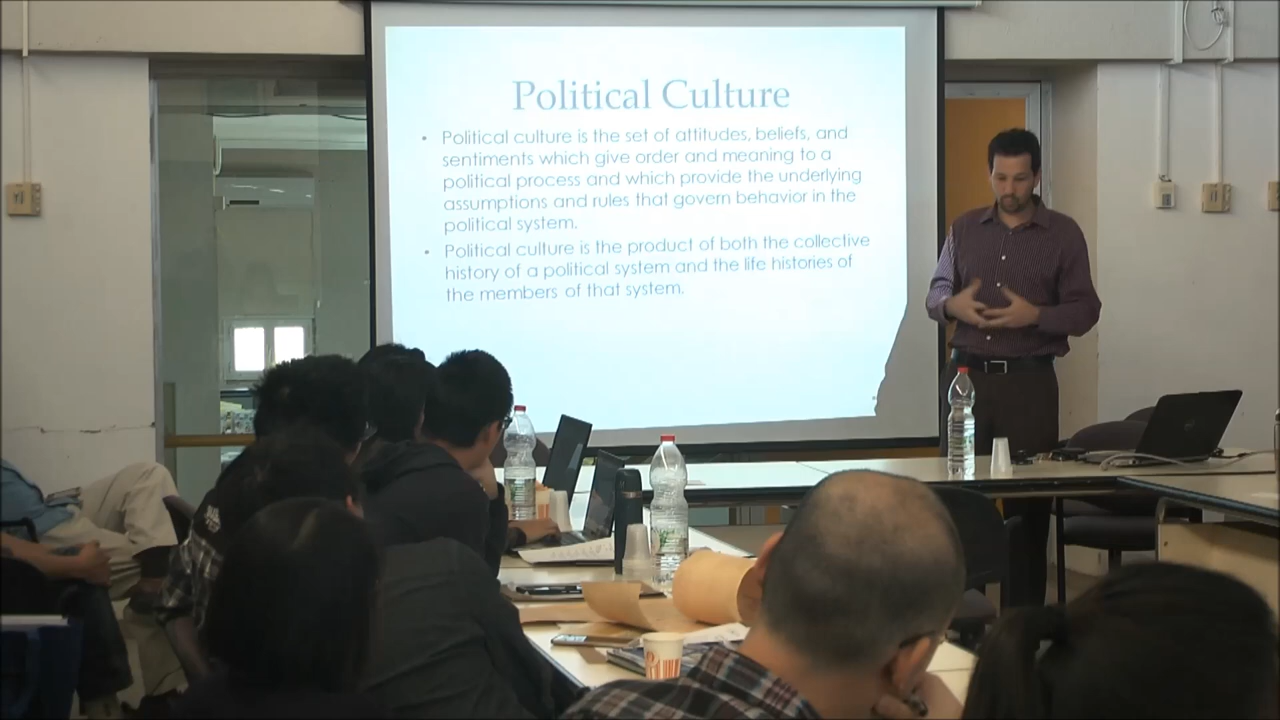 Political Culture
• Political culture is the set of attitudes, beliefs, and
sentiments which give order and meaning to a
political process and which provide the underlying
assumptions and rules that govern behavior in the
political system.
• Political culture is the product of both the collective
history of a political system and the life histories of
the members of that system.